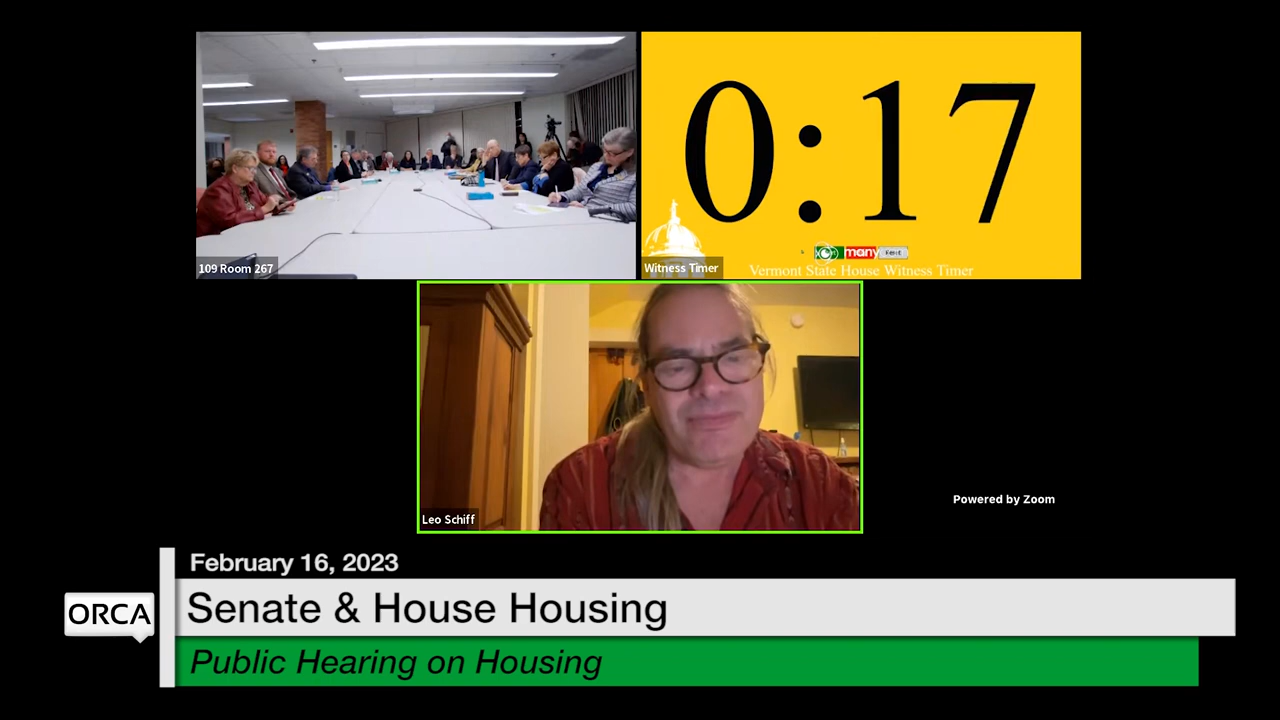 0:17
many
Vermont State House Witness Timer
109 Room 267
Witness Timer
Leo Schiff
Powered by Zoom
February 16, 2023
ORCA
Senate & House Housing
Public Hearing on Housing